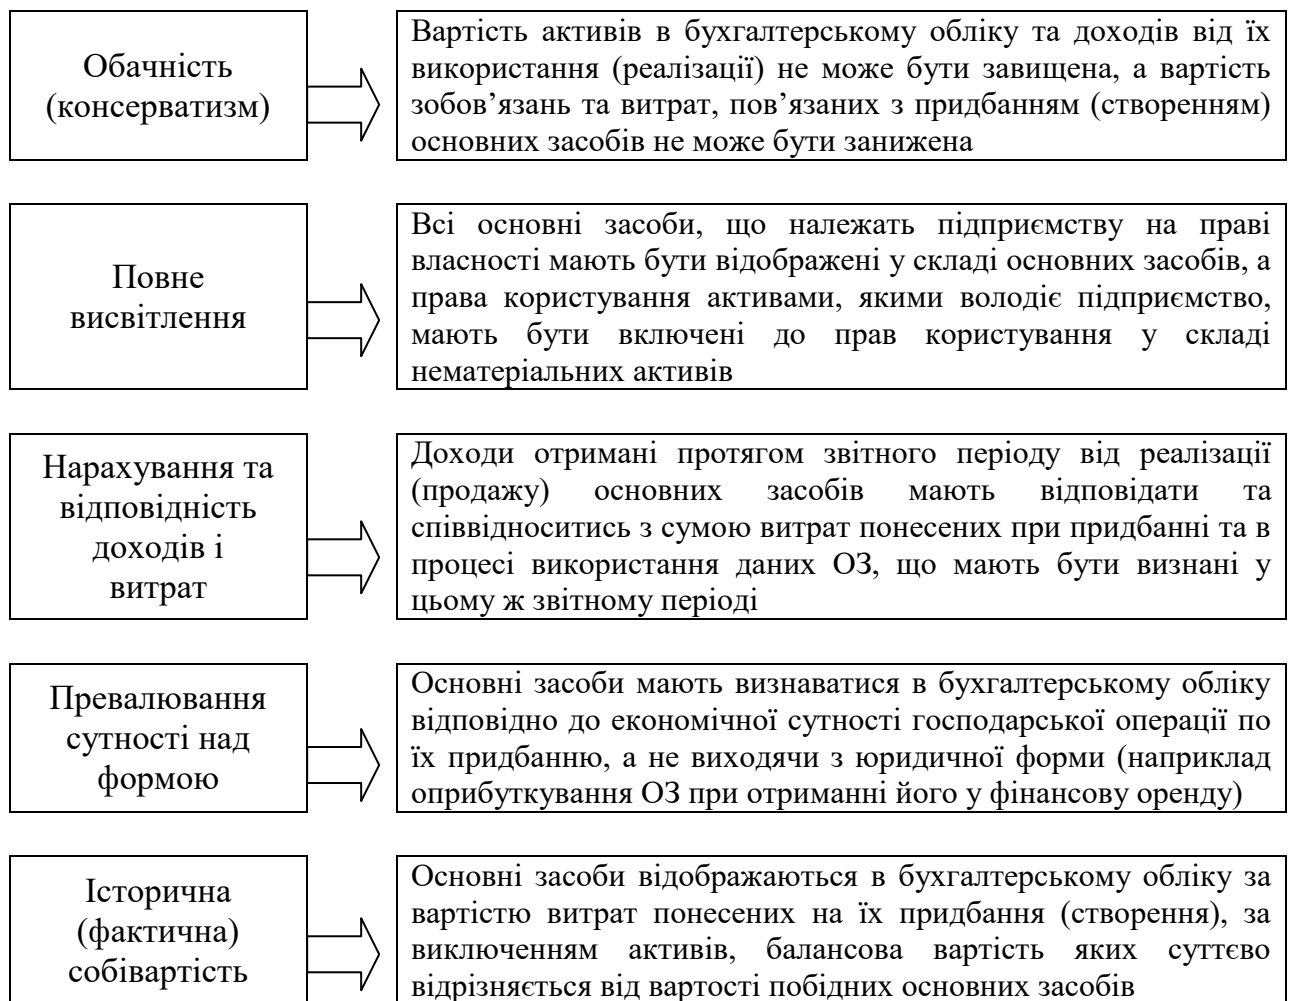 Обачність
(консерватизм)
Вартість активів в бухгалтерському обліку та доходів від їх
використання (реалізації) не може бути завищена, а вартість
зобов’язань та витрат, пов’язаних з придбанням (створенням)
основних засобів не може бути занижена
Повне
висвітлення
Всі основні засоби, що належать підприємству на праві
власності мають бути відображені у складі основних засобів, а
права користування активами, якими володіє підприємство,
мають бути включені до прав користування у складі
нематеріальних активів
Нарахування та
відповідність
доходів і
витрат
Доходи отримані протягом звітного періоду від реалізації
(продажу) основних засобів мають відповідати та
співвідноситись з сумою витрат понесених при придбанні та в
процесі використання даних ОЗ, що мають бути визнані у
цьому ж звітному періоді
Превалювання
сутності над
формою
Основні засоби мають визнаватися в бухгалтерському обліку
відповідно до економічної сутності господарської операції по
їх придбанню, а не виходячи з юридичної форми (наприклад
оприбуткування ОЗ при отриманні його у фінансову оренду)
Історична
(фактична)
собівартість
Основні засоби відображаються в бухгалтерському обліку за
вартістю витрат понесених на їх придбання (створення), за
виключенням активів, балансова вартість яких суттєво
відрізняється від вартості побідних основних засобів